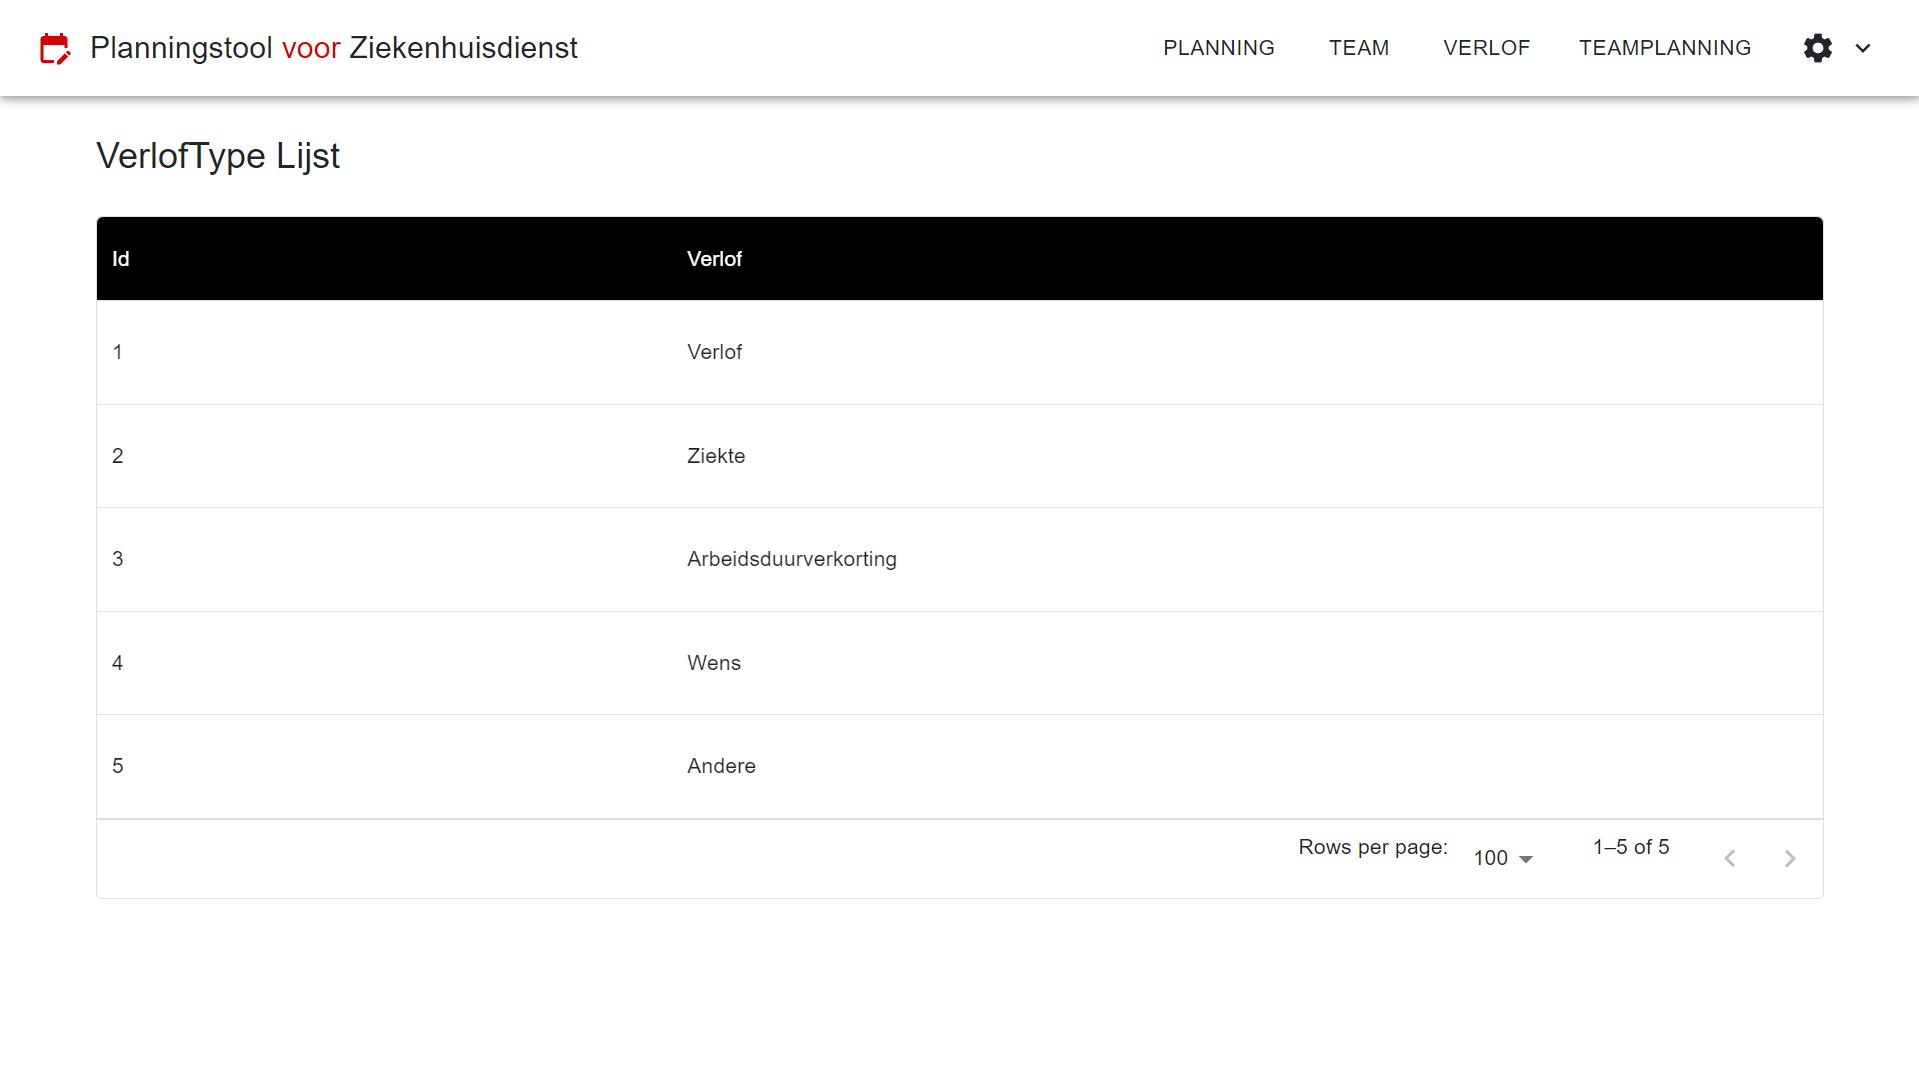 Planningstool voor Ziekenhuisdienst
PLANNING TEAM VERLOF TEAMPLANNING
VerlofType Lijst
Id Verlof
1 Verlof
2 Ziekte
3 Arbeidsduurverkorting
4 Wens
5 Andere
Rows per page: 100 1–5 of 5